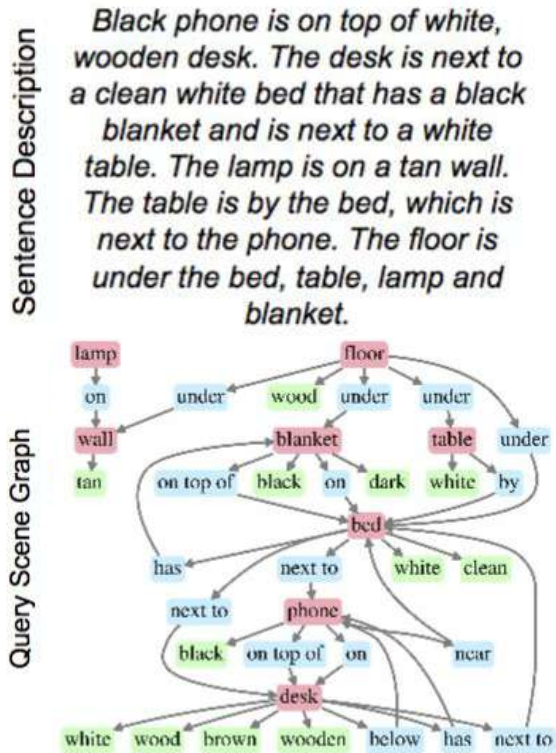 Sentence Description
Black phone is on top of white,
wooden desk. The desk is next to
a clean white bed that has a black
blanket and is next to a white
table. The lamp is on a tan wall.
The table is by the bed, which is
next to the phone. The floor is
under the bed, table, lamp and
blanket.
Query Scene Graph
lamp floor
on under wood under under
wall blanket table under
tan on top of black on dark white by
bed
has next to white clean
next to phone
black on top of on near
desk
white wood brown wooden below has next to